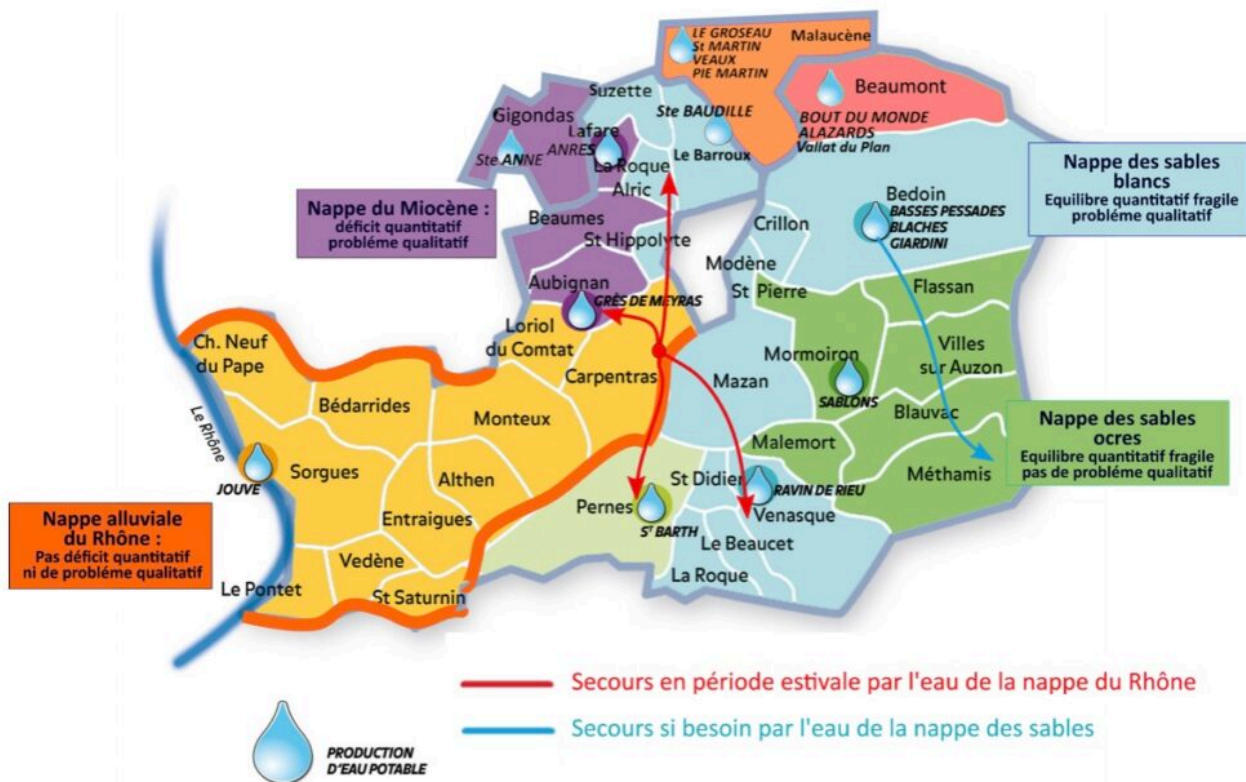 LE GROSEAU
St MARTIN
VEAUX
PIE MARTIN
Malaucène
Beaumont
BOUT DU MONDE
ALAZARDS
Vallat du Plan
Suzette
Ste BAUDILLE
Le Barroux
Gigondas
Ste ANNE
Lafare
ANRES
La Roque
Alric
Nappe du Miocène :
déficit quantitatif
probléme qualitatif
Beaumes
St Hippolyte
Aubignan
GRÈS DE MEYRAS
Crillon
Modène
St Pierre
Bedoin
BASSES PESSADES
BLACHES
GIARDINI
Nappe des sables
blancs
Equilibre quantitatif fragile
probléme qualitatif
Flassan
Villes
sur Auzon
Mormoiron
SABLONS
Blauvac
Malemort
Méthamis
Nappe des sables
ocres
Equilibre quantitatif fragile
pas de probléme qualitatif
Ch. Neuf
du Pape
Loriol
du Comtat
Carpentras
Mazan
Bédarrides
Monteux
Le Rhône
Sorgues
JOUVE
Althen
Entraigues
Pernes
ST BARTH
St Didier
RAVIN DE RIEU
Venasque
Le Beaucet
La Roque
Nappe alluviale
du Rhône :
Pas déficit quantitatif
ni de probléme qualitatif
Vedène
Le Pontet
St Saturnin
Secours en période estivale par l'eau de la nappe du Rhône
Secours si besoin par l'eau de la nappe des sables
PRODUCTION
D'EAU POTABLE